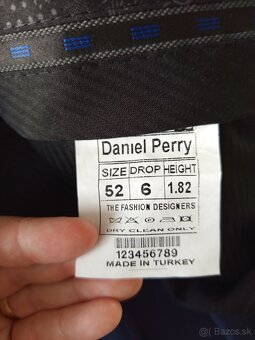 Daniel Perry
SIZE DROP HEIGHT
52 6 1.82
THE FASHION DESIGNERS
DRY CLEAN ONLY
123456789
MADE IN TURKEY
@bazos.sk